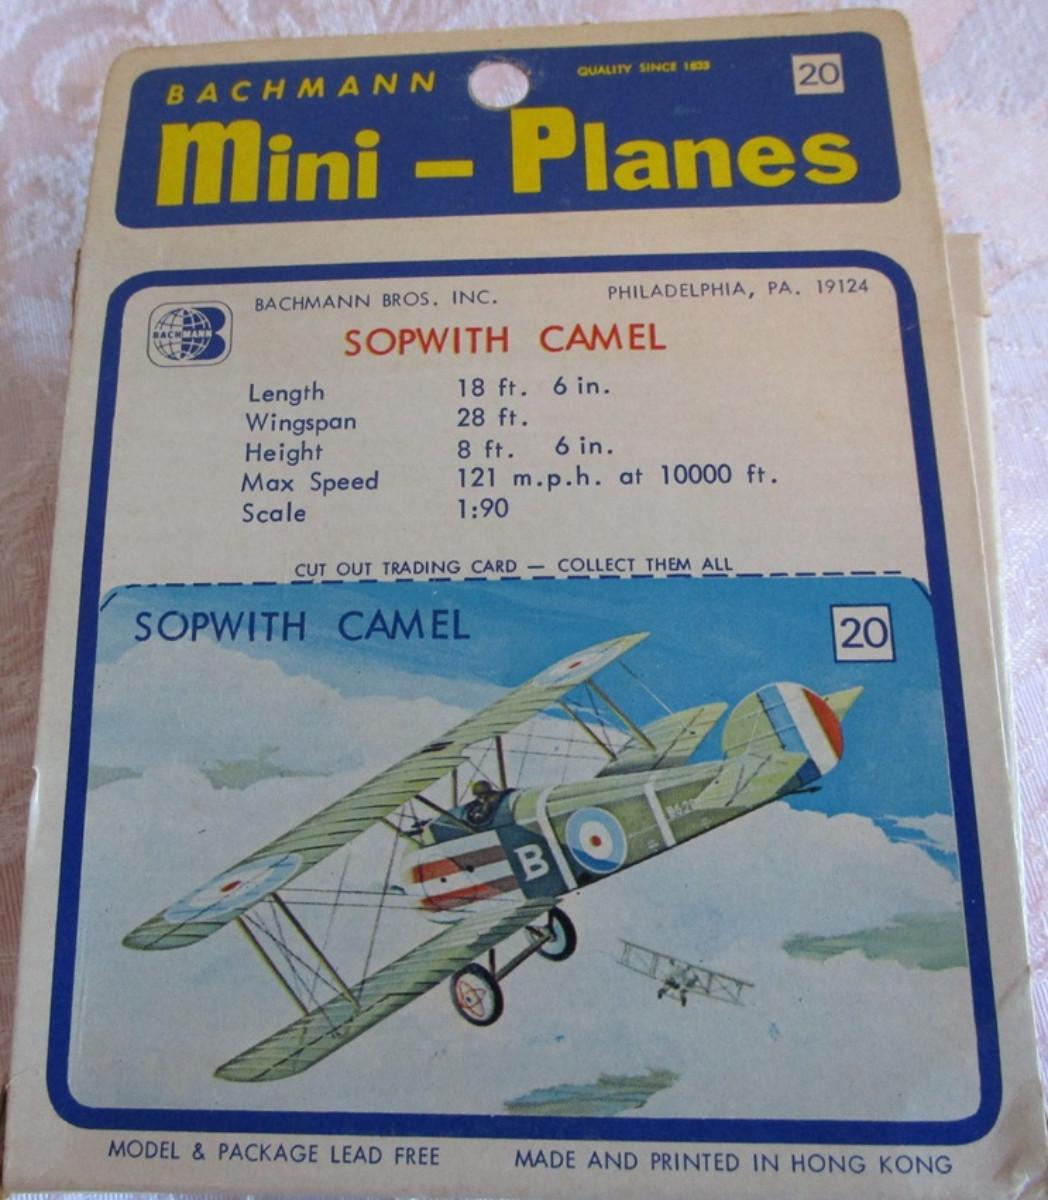 BACHMANN
QUALITY SINCE 1833
20
Mini - Planes
BACHMANN
BACHMANN BROS. INC. PHILADELPHIA, PA. 19124
SOPWITH CAMEL
Length 18 ft. 6 in.
Wingspan 28 ft.
Height 8 ft. 6 in.
Max Speed 121 m.p.h. at 10000 ft.
Scale 1:90
CUT OUT TRADING CARD — COLLECT THEM ALL
SOPWITH CAMEL
20
B
MODEL & PACKAGE LEAD FREE MADE AND PRINTED IN HONG KONG